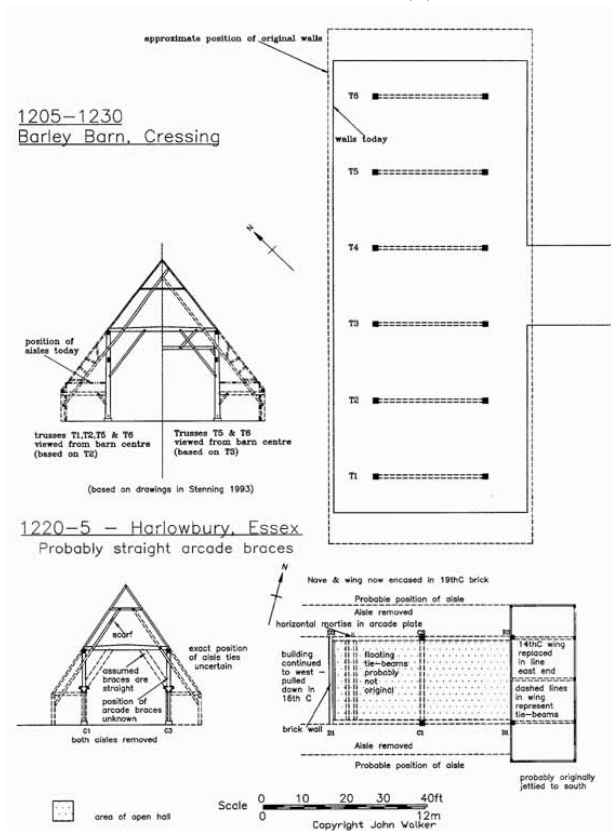 approximate position of original walls
1205-1230
Barley Barn, Cressing
T6
walls today
T5
N
T4
position of
aisles today
T3
T2
trusses T1,T2,T5 & T6
viewed from barn centre
(based on T2)
Trusses T5 & T6
viewed from barn centre
(based on T3)
T1
(based on drawings in Stenning 1993)
1220-5 - Harlowbury, Essex
Probably straight arcade braces
N
Nave & wing now encased in 19thC brick
Probable position of aisle
Aisle removed
horizontal mortise in arcade plate
scarf
exact position
of aisle ties
uncertain
assumed
braces are
straight
position of
arcade braces
unknown
C1
C3
both aisles removed
building
continued
to west -
pulled
down in
16th C
floating
tie-beams
probably
not
original
14thC wing
replaced
in line
east end
dashed lines
in wing
represent
tie-beams
brick wall
D1
C1
B1
Aisle removed
Probable position of aisle
probably originally
jettied to south
area of open hall
Scale
0 10 20 30 40ft
0 12m
Copyright John Walker